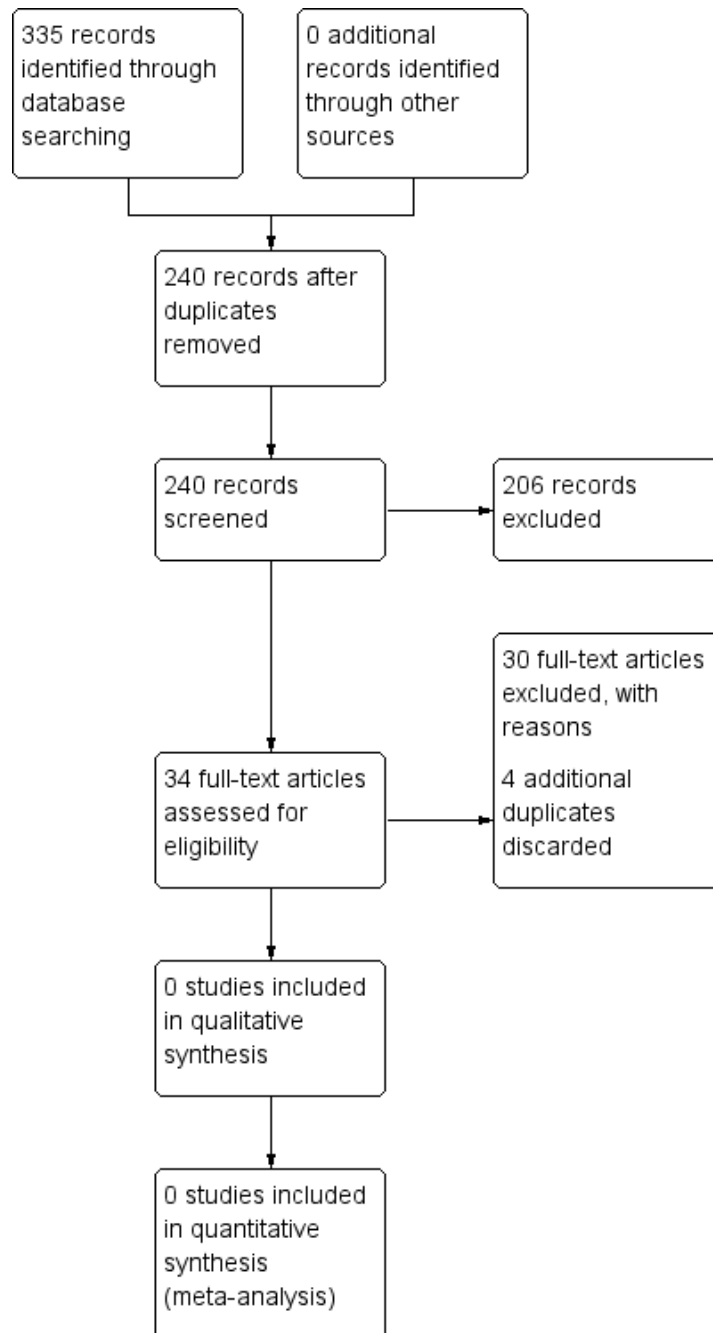 335 records
identified through
database
searching
0 additional
records identified
through other
sources
240 records after
duplicates
removed
240 records
screened
206 records
excluded
30 full-text articles
excluded, with
reasons
4 additional
duplicates
discarded
34 full-text articles
assessed for
eligibility
0 studies included
in qualitative
synthesis
0 studies included
in quantitative
synthesis
(meta-analysis)